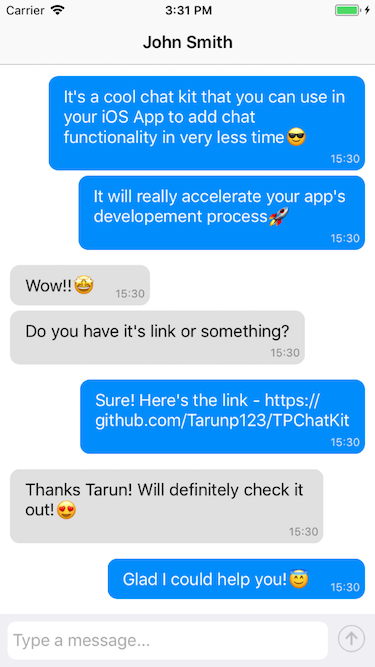 Carrier 3:31 PM
John Smith
It's a cool chat kit that you can use in
your iOS App to add chat
functionality in very less time😎
15:30
It will really accelerate your app's
developement process🚀
15:30
Wow!!🤩
15:30
Do you have it's link or something?
15:30
Sure! Here's the link - https://
github.com/Tarunp123/TPChatKit
15:30
Thanks Tarun! Will definitely check it
out!😍
15:30
Glad I could help you!😇
15:30
Type a message...